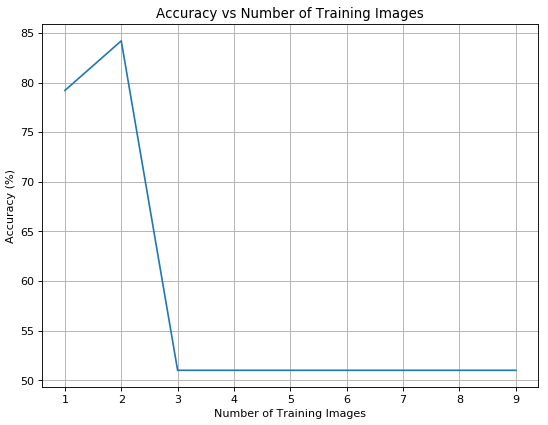 Accuracy vs Number of Training Images
Accuracy (%)
85
80
75
70
65
60
55
50
1 2 3 4 5 6 7 8 9
Number of Training Images